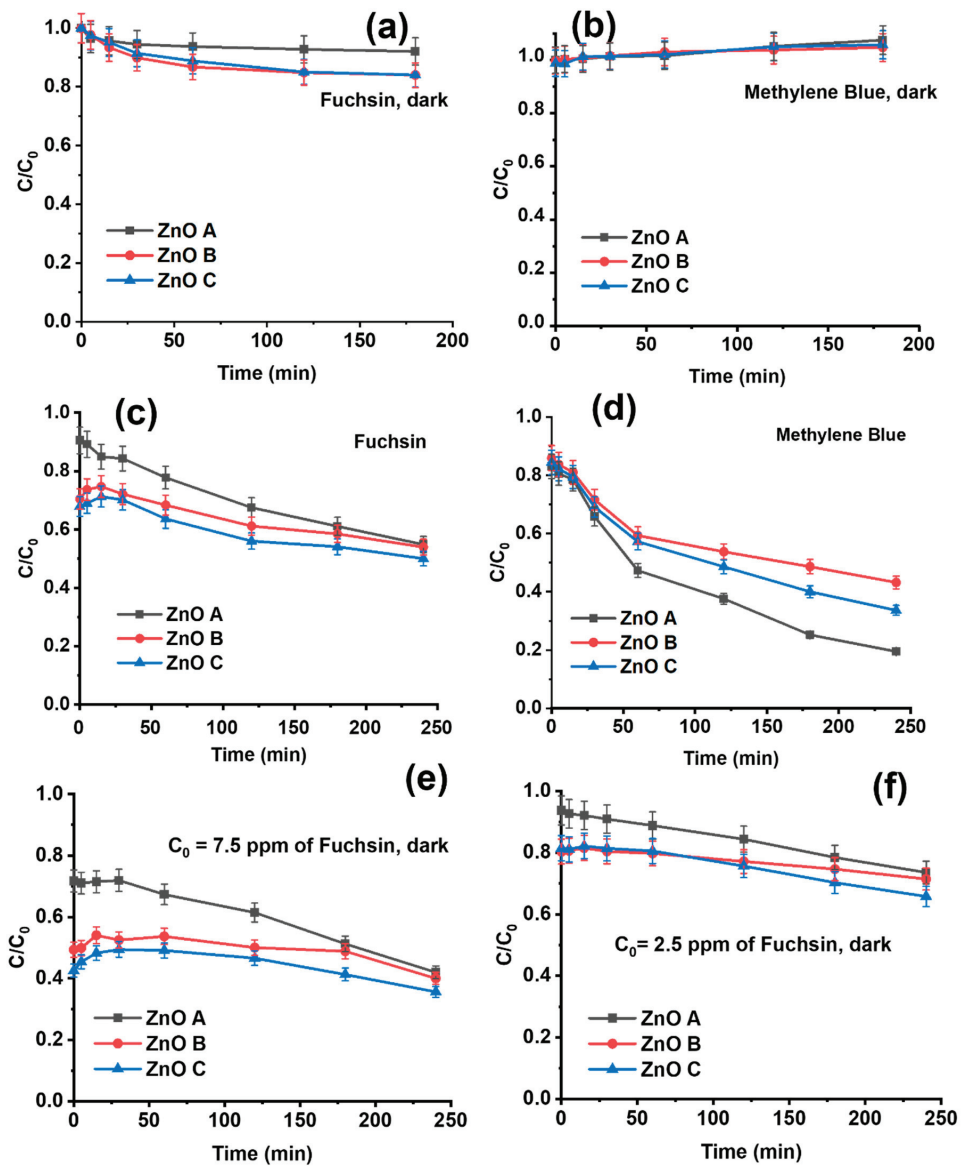 (a)
1.0
0.8
0.6
0.4
0.2
0.0
C/C0
Fuchsin, dark
ZnO A
ZnO B
ZnO C
0 50 100 150 200
Time (min)
(b)
1.0
0.8
0.6
0.4
0.2
0.0
C/C0
Methylene Blue, dark
ZnO A
ZnO B
ZnO C
0 50 100 150 200
Time (min)
(c)
1.0
0.8
0.6
0.4
0.2
0.0
C/C0
Fuchsin
ZnO A
ZnO B
ZnO C
0 50 100 150 200 250
Time (min)
(d)
1.0
0.8
0.6
0.4
0.2
0.0
C/C0
Methylene Blue
ZnO A
ZnO B
ZnO C
0 50 100 150 200 250
Time (min)
(e)
1.0
0.8
0.6
0.4
0.2
0.0
C/C0
C0 = 7.5 ppm of Fuchsin, dark
ZnO A
ZnO B
ZnO C
0 50 100 150 200 250
Time (min)
(f)
1.0
0.8
0.6
0.4
0.2
0.0
C/C0
C0= 2.5 ppm of Fuchsin, dark
ZnO A
ZnO B
ZnO C
0 50 100 150 200 250
Time (min)